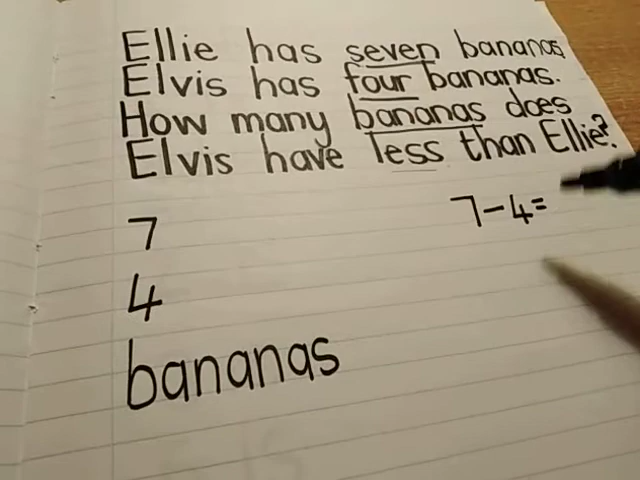 Ellie has seven bananas
Elvis has four bananas.
How many bananas does
Elvis have less than Ellie?
7 7-4=
4
bananas